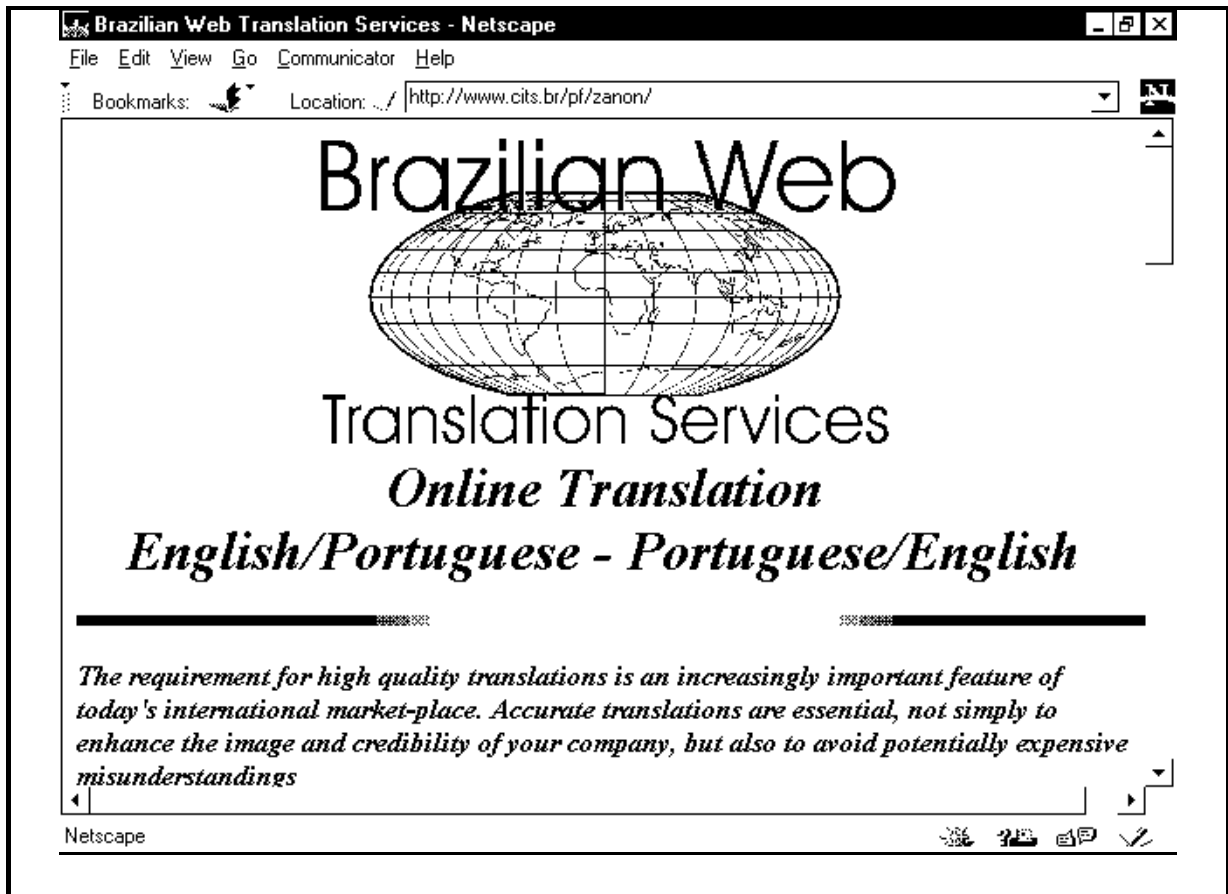 Brazilian Web Translation Services - Netscape
File Edit View Go Communicator Help
Bookmarks: Location: http://www.cits.br/pf/zanon/
Brazilian Web
Translation Services
Online Translation
English/Portuguese - Portuguese/English
The requirement for high quality translations is an increasingly important feature of
today's international market-place. Accurate translations are essential, not simply to
enhance the image and credibility of your company, but also to avoid potentially expensive
misunderstandings
Netscape